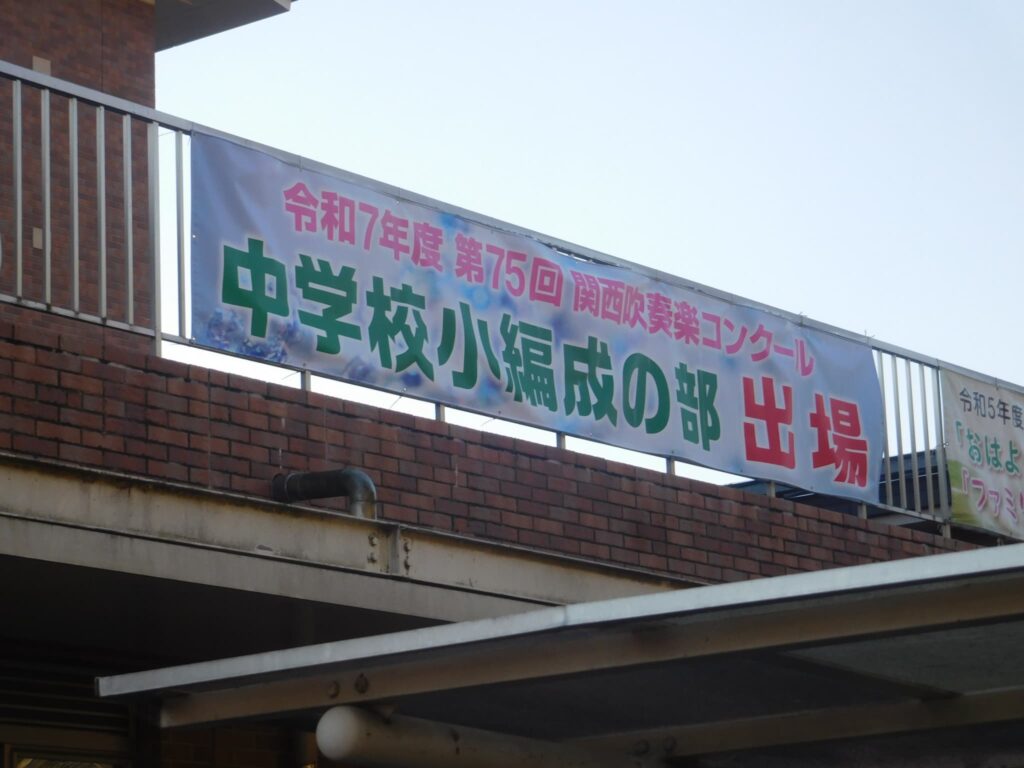 令和7年度 第75回 関西吹奏楽コンクール
中学校小編成の部 出場
令和5年度
「おはよ
「ファミ